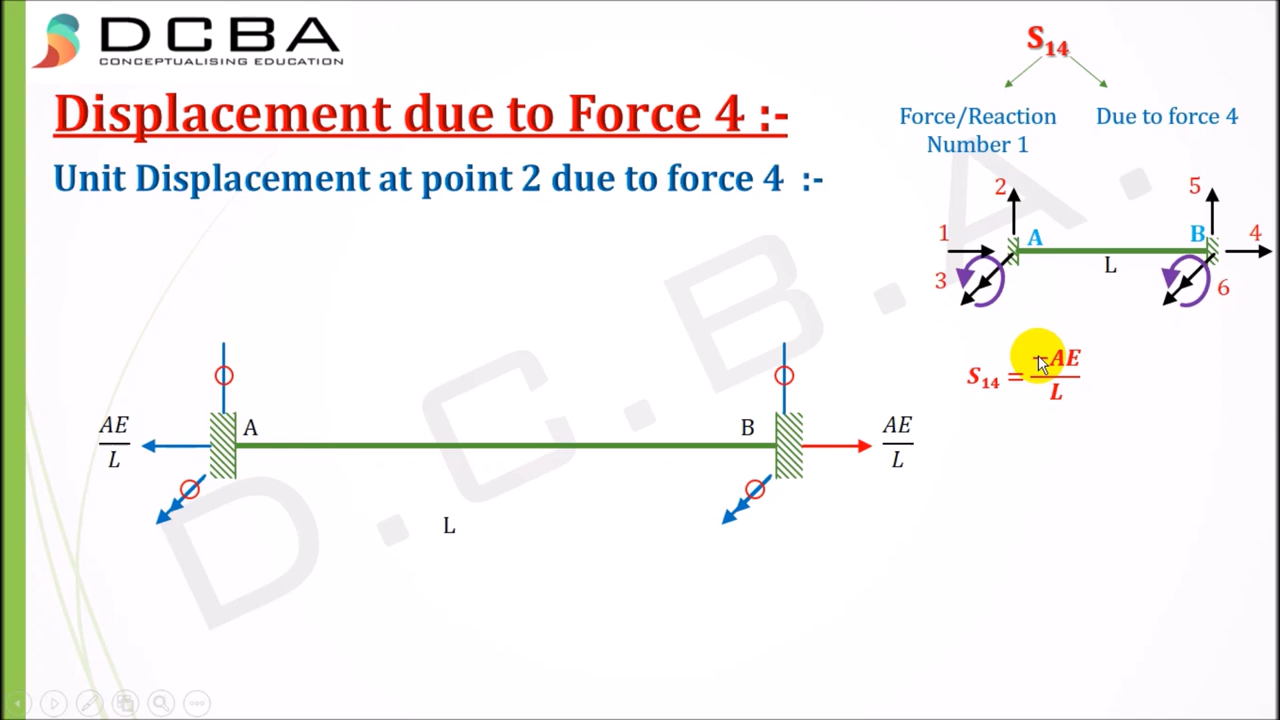 DCBA
CONCEPTUALISING EDUCATION
Displacement due to Force 4 :-
Unit Displacement at point 2 due to force 4 :-
S14
Force/Reaction
Number 1
Due to force 4
2
5
1
A
B
4
3
L
6
S14 = -AE/L
AE/L
A
B
AE/L
L
D.C.B.A.